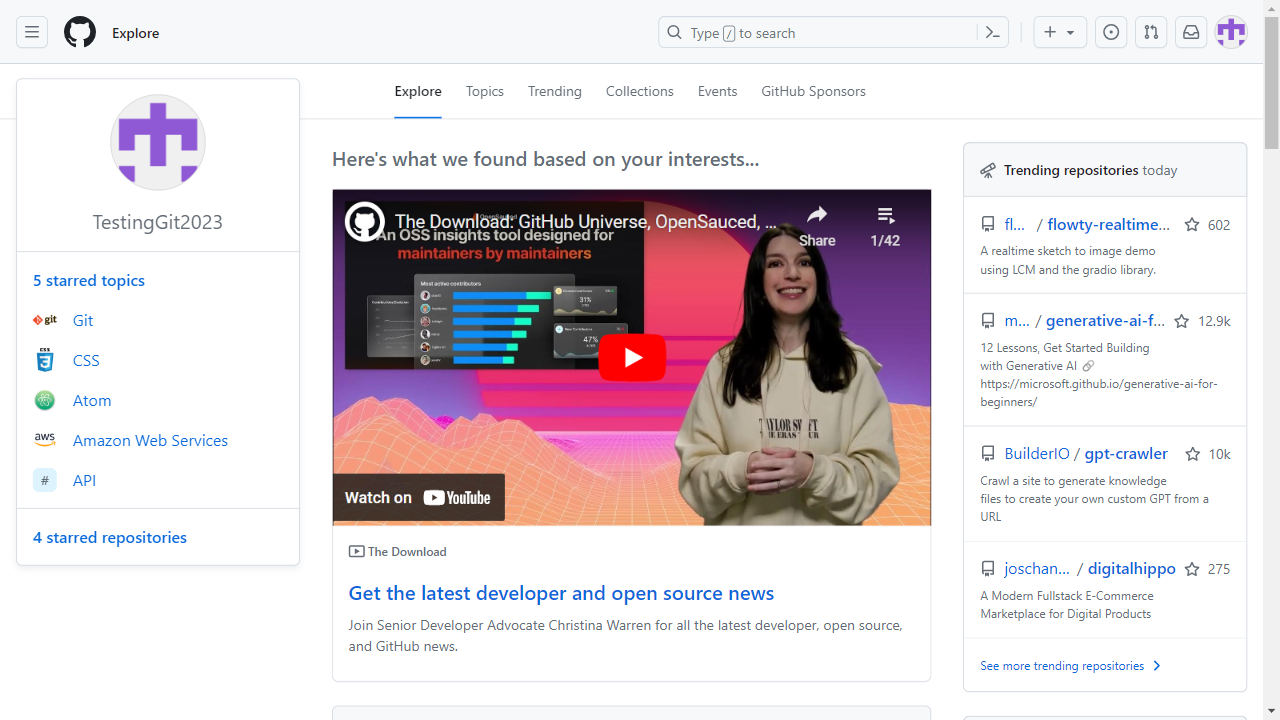 Explore
Type / to search
Explore
Topics
Trending
Collections
Events
GitHub Sponsors
TestingGit2023
5 starred topics
git Git
CSS CSS
Atom
aws Amazon Web Services
# API
4 starred repositories
Here's what we found based on your interests...
The Download: GitHub Universe, OpenSauced, ...
Share
1/42
An OSS insights tool designed for
maintainers by maintainers
Most active contributors
31%
47%
TAYLOR SWIFT
THE ERAS TOUR
Watch on YouTube
The Download
Get the latest developer and open source news
Join Senior Developer Advocate Christina Warren for all the latest developer, open source,
and GitHub news.
Trending repositories today
fl... / flowty-realtime... 602
A realtime sketch to image demo
using LCM and the gradio library.
m... / generative-ai-f... 12.9k
12 Lessons, Get Started Building
with Generative AI 🔗
https://microsoft.github.io/generative-ai-for-
beginners/
BuilderIO / gpt-crawler 10k
Crawl a site to generate knowledge
files to create your own custom GPT from a
URL
joschan... / digitalhippo 275
A Modern Fullstack E-Commerce
Marketplace for Digital Products
See more trending repositories